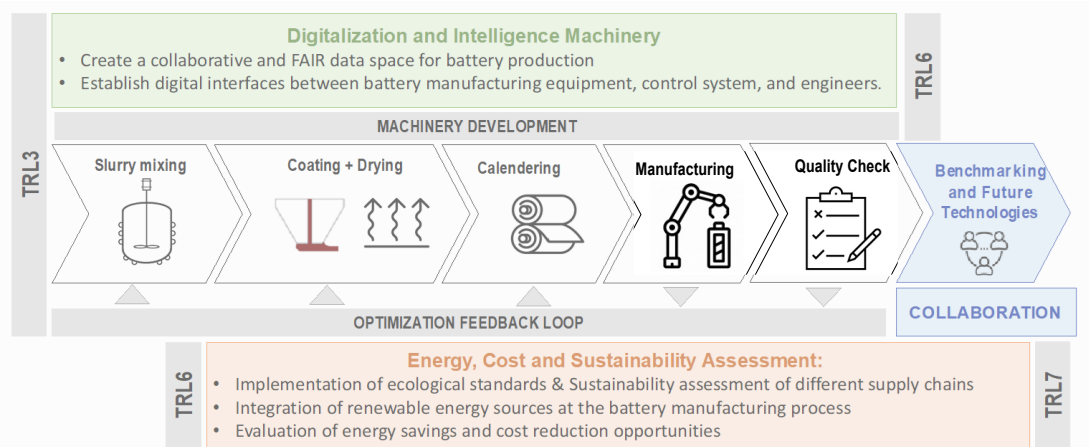 Digitalization and Intelligence Machinery
• Create a collaborative and FAIR data space for battery production
• Establish digital interfaces between battery manufacturing equipment, control system, and engineers.
TRL6
MACHINERY DEVELOPMENT
TRL3
Slurry mixing
Coating + Drying
Calendering
Manufacturing
Quality Check
Benchmarking
and Future
Technologies
COLLABORATION
OPTIMIZATION FEEDBACK LOOP
TRL6
Energy, Cost and Sustainability Assessment:
• Implementation of ecological standards & Sustainability assessment of different supply chains
• Integration of renewable energy sources at the battery manufacturing process
• Evaluation of energy savings and cost reduction opportunities
TRL7